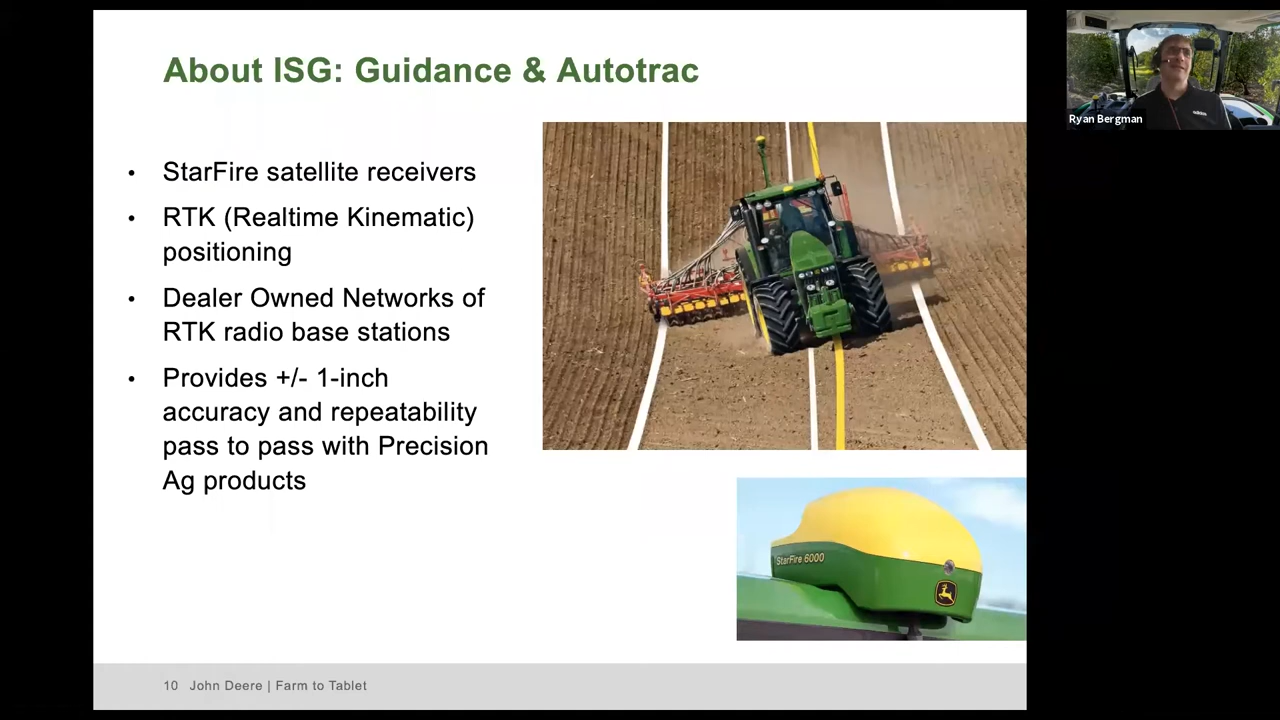 About ISG: Guidance & Autotrac
• StarFire satellite receivers
• RTK (Realtime Kinematic)
positioning
• Dealer Owned Networks of
RTK radio base stations
• Provides +/- 1-inch
accuracy and repeatability
pass to pass with Precision
Ag products
StarFire 6000
10 John Deere | Farm to Tablet
Ryan Bergman
adidas